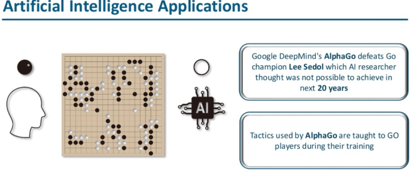 Artificial Intelligence Applications
Google DeepMind's AlphaGo defeats Go
champion Lee Sedol which AI researcher
thought was not possible to achieve in
next 20 years
AI
Tactics used by AlphaGo are taught to GO
players during their training